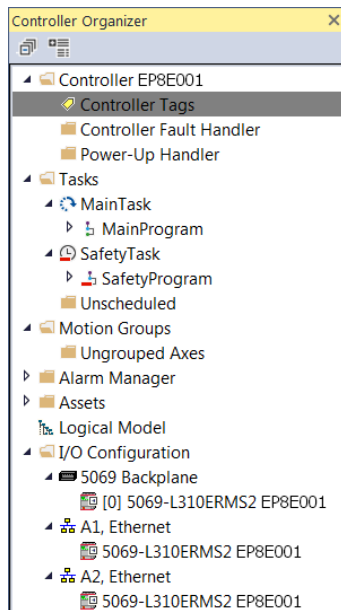 Controller Organizer
Controller EP8E001
Controller Tags
Controller Fault Handler
Power-Up Handler
Tasks
MainTask
MainProgram
SafetyTask
SafetyProgram
Unscheduled
Motion Groups
Ungrouped Axes
Alarm Manager
Assets
Logical Model
I/O Configuration
5069 Backplane
[0] 5069-L310ERMS2 EP8E001
A1, Ethernet
5069-L310ERMS2 EP8E001
A2, Ethernet
5069-L310ERMS2 EP8E001